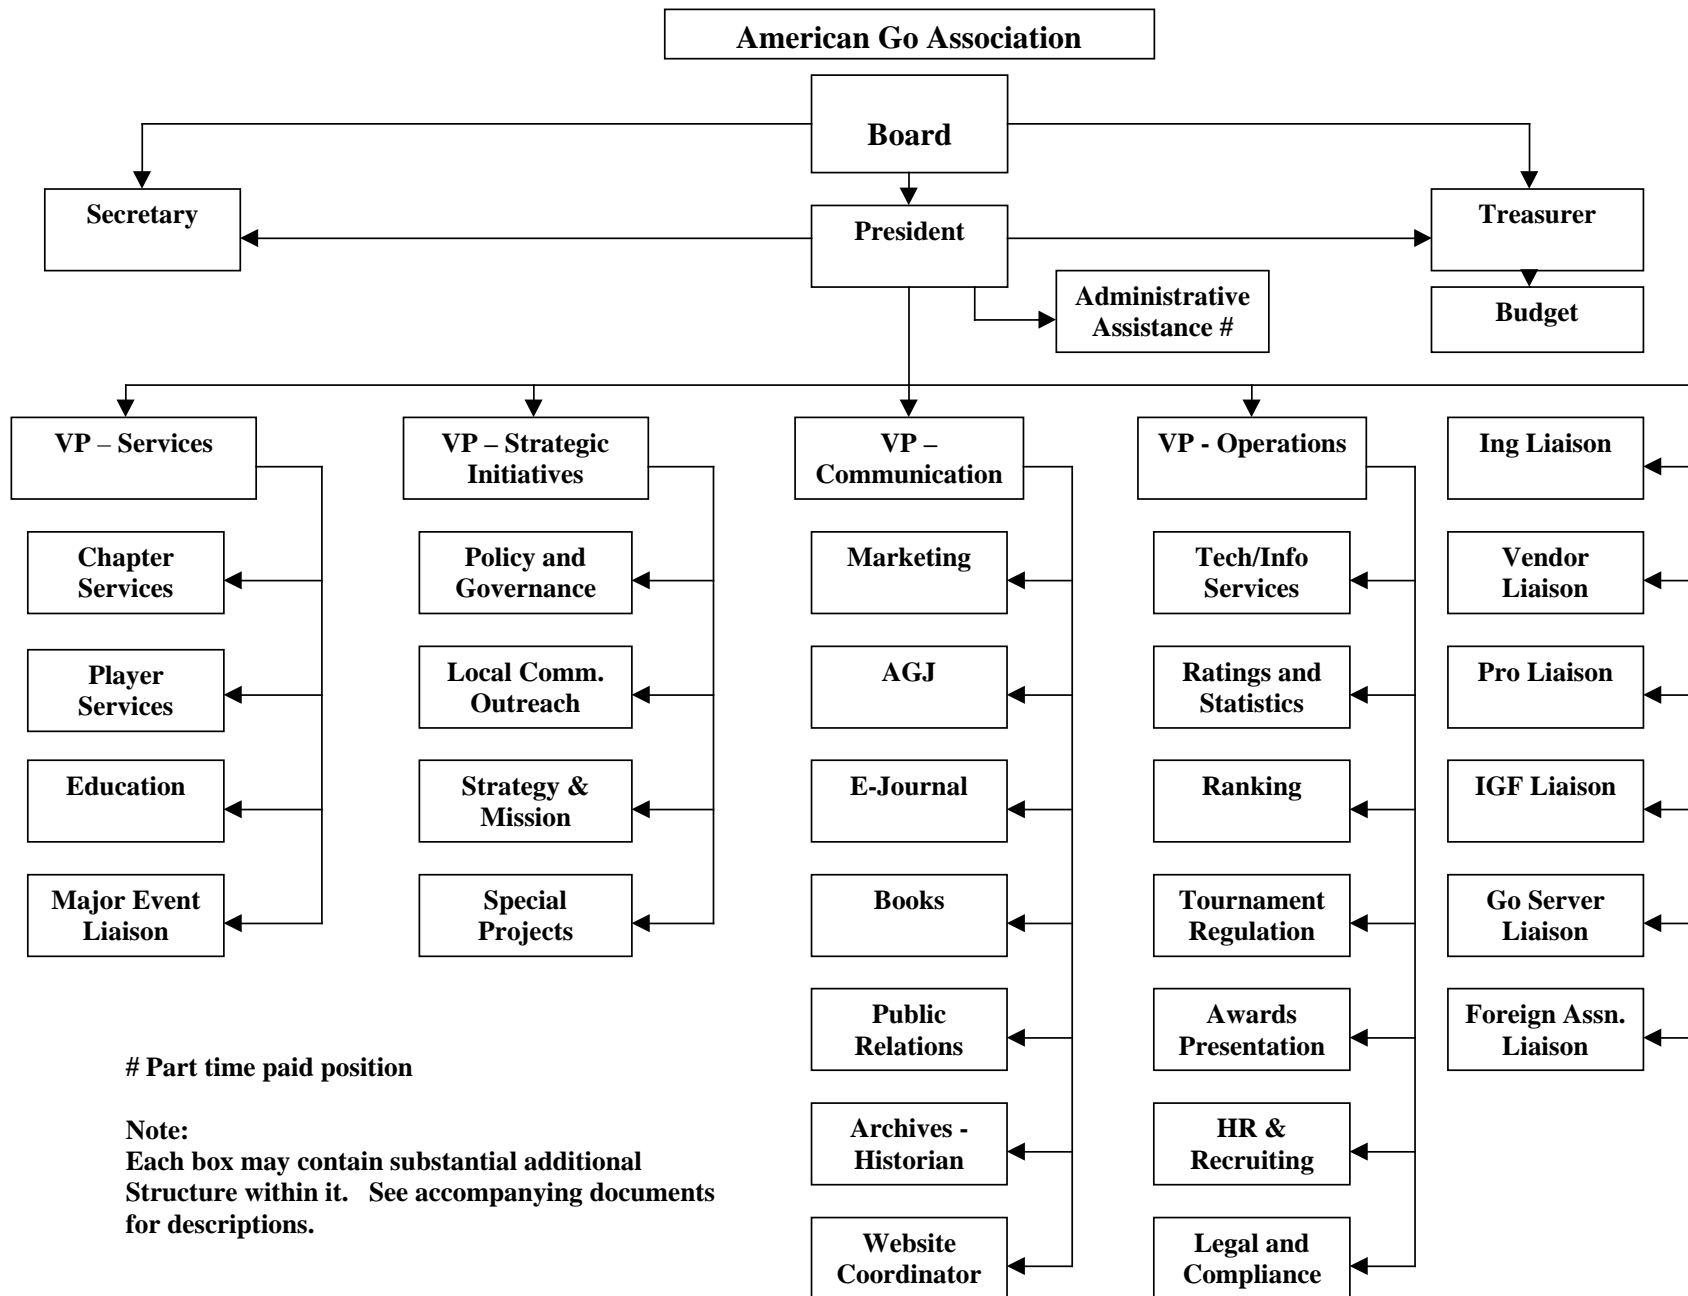 American Go Association
Board
Secretary
President
Treasurer
Administrative
Assistance #
Budget
VP – Services
VP – Strategic
Initiatives
VP –
Communication
VP - Operations
Ing Liaison
Chapter
Services
Policy and
Governance
Marketing
Tech/Info
Services
Vendor
Liaison
Player
Services
Local Comm.
Outreach
AGJ
Ratings and
Statistics
Pro Liaison
Education
Strategy &
Mission
E-Journal
Ranking
IGF Liaison
Major Event
Liaison
Special
Projects
Books
Tournament
Regulation
Go Server
Liaison
Public
Relations
Awards
Presentation
Foreign Assn.
Liaison
Archives -
Historian
HR &
Recruiting
Website
Coordinator
Legal and
Compliance
# Part time paid position
Note:
Each box may contain substantial additional
Structure within it.   See accompanying documents
for descriptions.